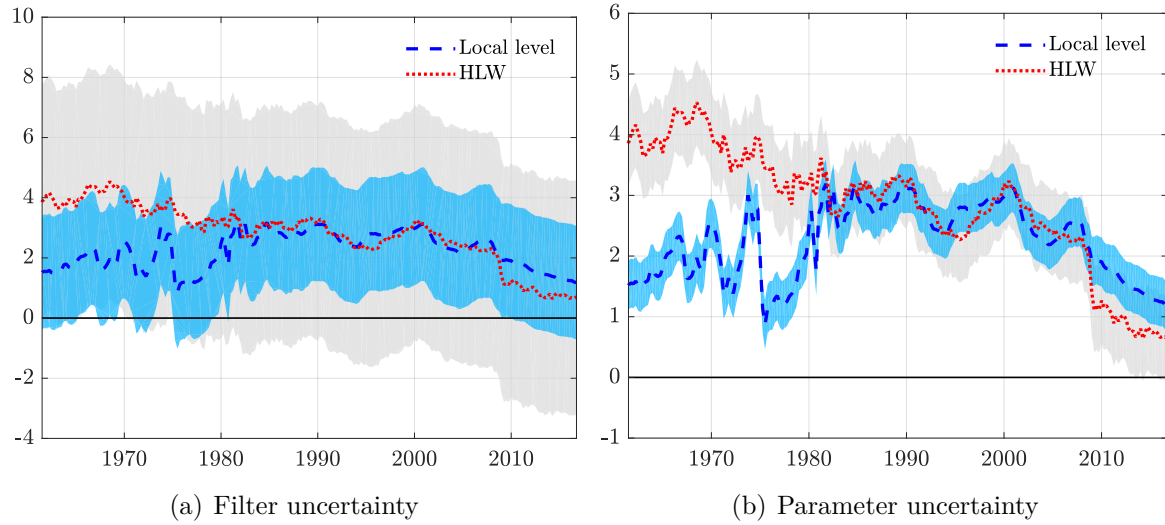 10
8
6
4
2
0
-2
-4
1970 1980 1990 2000 2010
Local level
HLW
(a) Filter uncertainty
6
5
4
3
2
1
0
-1
1970 1980 1990 2000 2010
Local level
HLW
(b) Parameter uncertainty